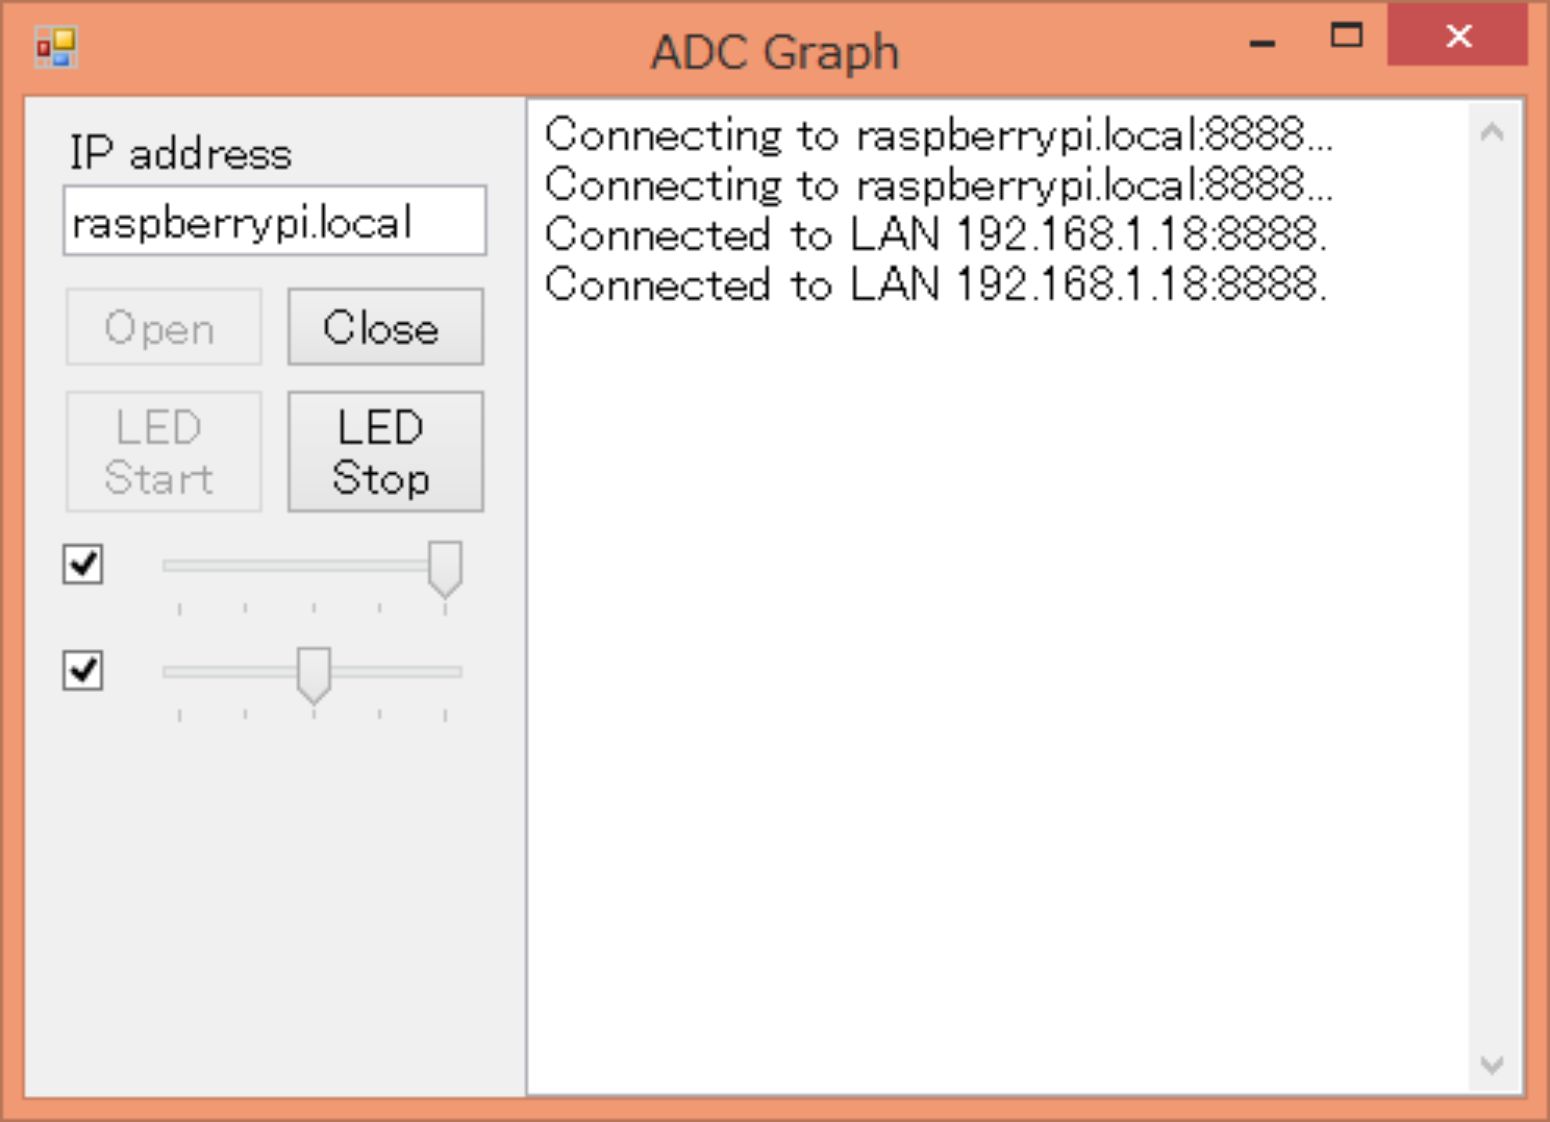 ADC Graph
IP address
raspberrypi.local
Open
Close
LED
Start
LED
Stop
Connecting to raspberrypi.local:8888...
Connecting to raspberrypi.local:8888...
Connected to LAN 192.168.1.18:8888.
Connected to LAN 192.168.1.18:8888.